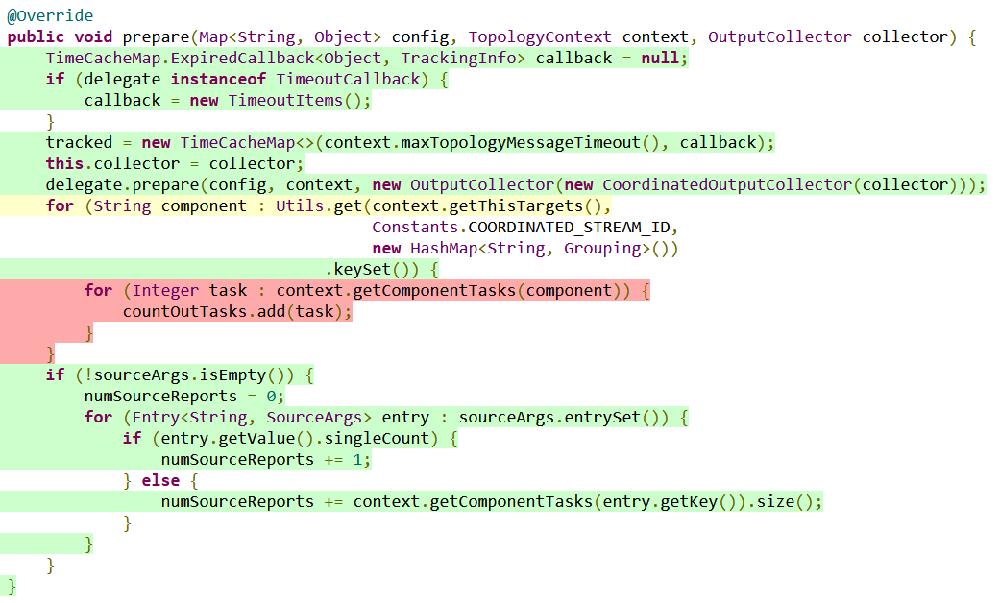 @Override
public void prepare(Map<String, Object> config, TopologyContext context, OutputCollector collector) {
    TimeCacheMap.ExpiredCallback<Object, TrackingInfo> callback = null;
    if (delegate instanceof TimeoutCallback) {
        callback = new TimeoutItems();
    }
    tracked = new TimeCacheMap<>(context.maxTopologyMessageTimeout(), callback);
    this.collector = collector;
    delegate.prepare(config, context, new OutputCollector(new CoordinatedOutputCollector(collector)));
    for (String component : Utils.get(context.getThisTargets(),
                                      Constants.COORDINATED_STREAM_ID,
                                      new HashMap<String, Grouping>())
                                 .keySet()) {
        for (Integer task : context.getComponentTasks(component)) {
            countOutTasks.add(task);
        }
    }
    if (!sourceArgs.isEmpty()) {
        numSourceReports = 0;
        for (Entry<String, SourceArgs> entry : sourceArgs.entrySet()) {
            if (entry.getValue().singleCount) {
                numSourceReports += 1;
            } else {
                numSourceReports += context.getComponentTasks(entry.getKey()).size();
            }
        }
    }
}